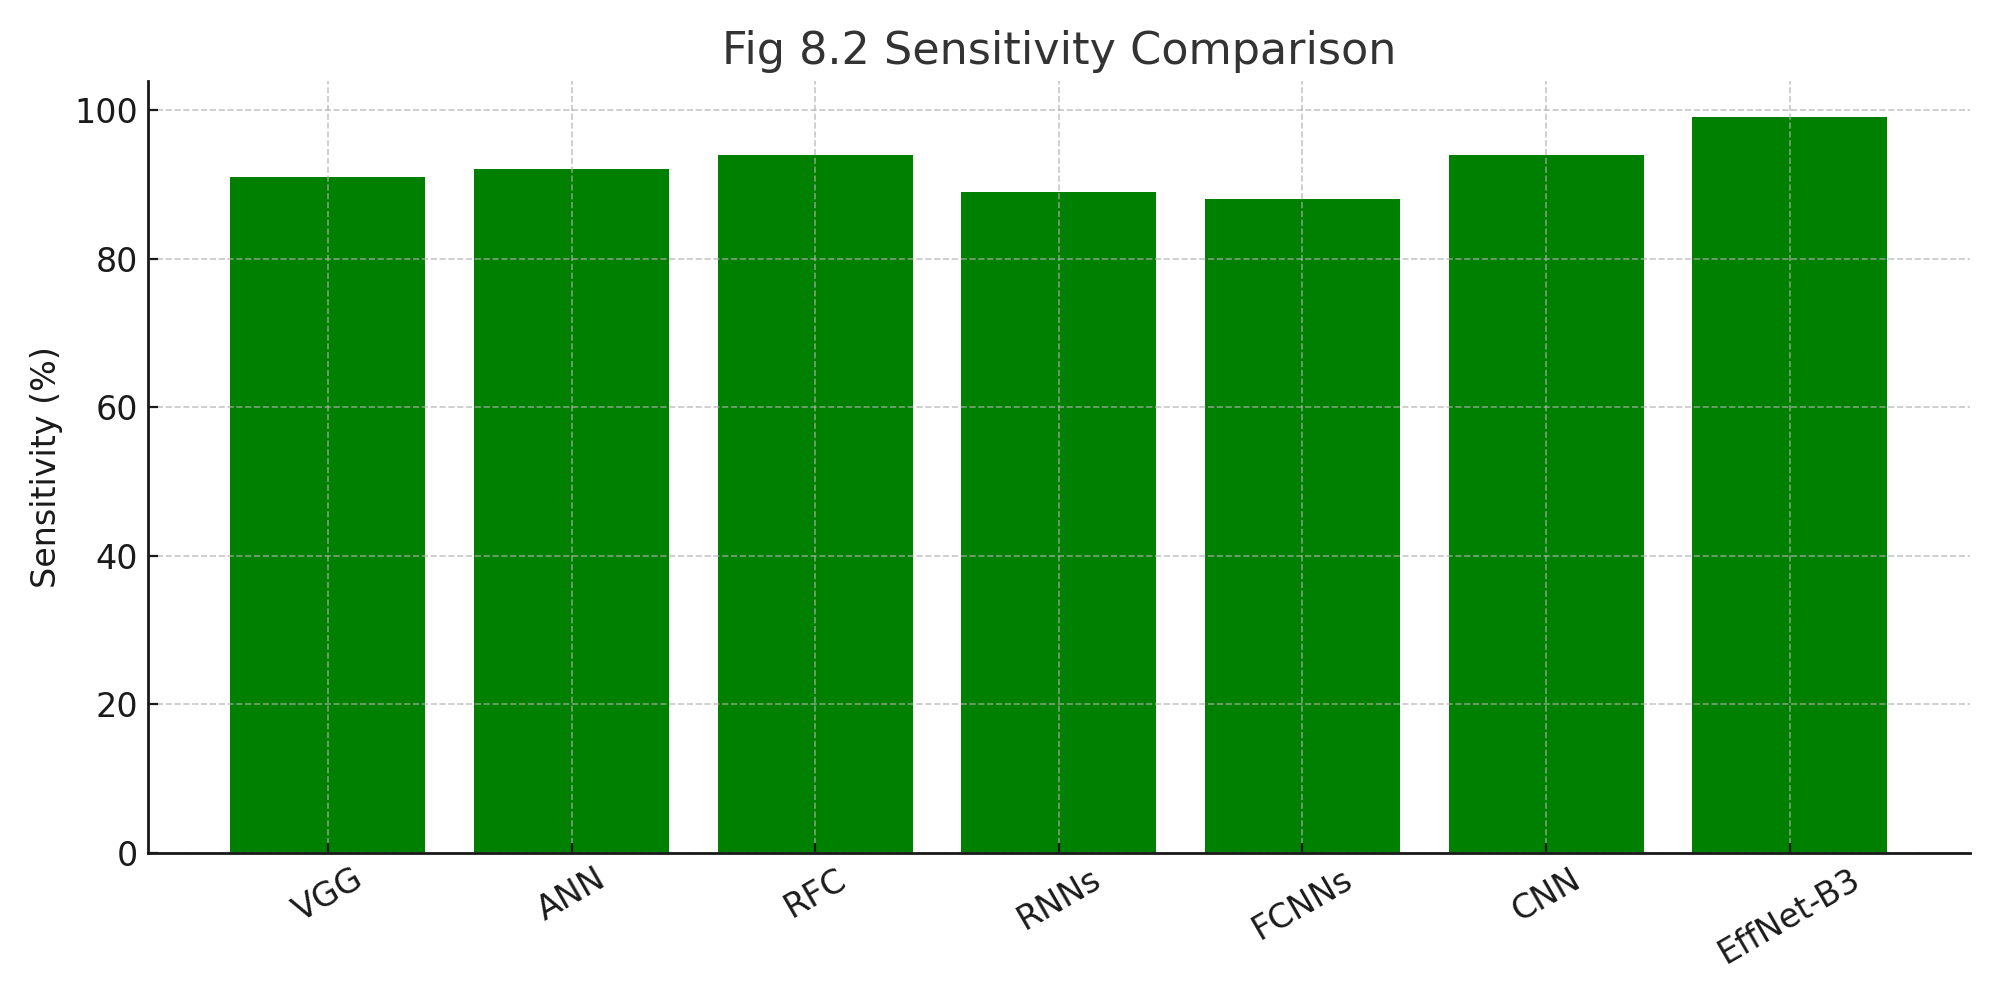 Fig 8.2 Sensitivity Comparison
Sensitivity (%)
100
80
60
40
20
0
VGG
ANN
RFC
RNNs
FCNNs
CNN
EffNet-B3